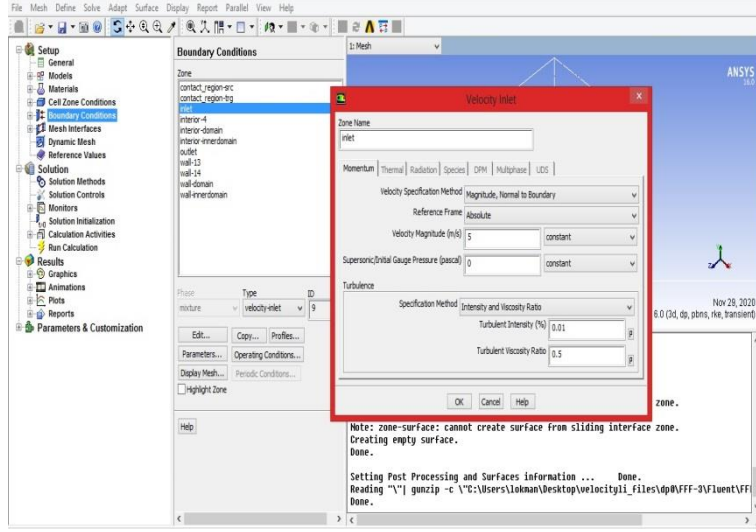 File Mesh Define Solve Adapt Surface Display Report Parallel View Help
Setup
General
Models
Materials
Cell Zone Conditions
Boundary Conditions
Mesh Interfaces
Dynamic Mesh
Reference Values
Solution
Solution Methods
Solution Controls
Monitors
Solution Initialization
Calculation Activities
Run Calculation
Results
Graphics
Animations
Plots
Reports
Parameters & Customization
Boundary Conditions
Zone
contact_region-src
contact_region-trg
inlet
interior-4
interior-domain
interior-innerdomain
outlet
wall-13
wall-14
wall-domain
wall-innerdomain
Phase Type ID
mixture velocity-inlet 9
Edit... Copy... Profiles...
Parameters... Operating Conditions...
Display Mesh... Periodic Conditions...
Highlight Zone
Help
1: Mesh
ANSYS
16.0
Velocity Inlet
x
Zone Name
inlet
Momentum Thermal Radiation Species DPM Multiphase UDS
Velocity Specification Method Magnitude, Normal to Boundary
Reference Frame Absolute
Velocity Magnitude (m/s) 5 constant
Supersonic/Initial Gauge Pressure (pascal) 0 constant
Turbulence
Specification Method Intensity and Viscosity Ratio
Turbulent Intensity (%) 0.01 P
Turbulent Viscosity Ratio 0.5 P
OK Cancel Help
Nov 29, 2020
6.0 (3d, dp, pbns, rke, transient)
zone.
Note: zone-surface: cannot create surface from sliding interface zone.
Creating empty surface.
Done.
Setting Post Processing and Surfaces information ... Done.
Reading "\"| gunzip -c \"C:\Users\lokman\Desktop\velocityli_files\dp0\FFF-3\Fluent\FF
Done.